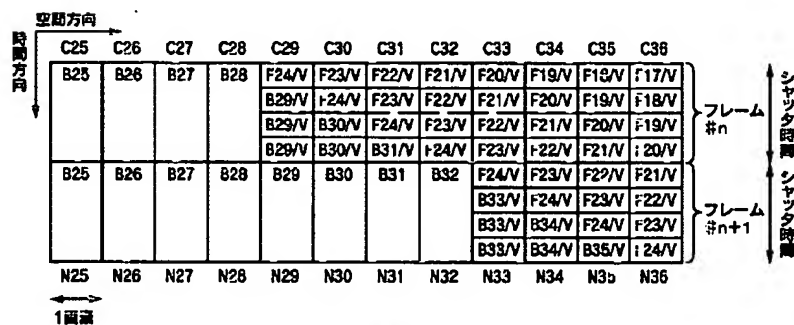 空間方向
時間方向
C25 C26 C27 C28 C29 C30 C31 C32 C33 C34 C35 C36
B25 B26 B27 B28 F24/V F23/V F22/V F21/V F20/V F19/V F18/V F17/V
B29/V F24/V F23/V F22/V F21/V F20/V F19/V F18/V
B29/V B30/V F24/V F23/V F22/V F21/V F20/V F19/V
B29/V B30/V B31/V F24/V F23/V F22/V F21/V F20/V
フレーム
#n
シャッタ時間
B25 B26 B27 B28 B29 B30 B31 B32 F24/V F23/V F22/V F21/V
B33/V F24/V F23/V F22/V
B33/V B34/V F24/V F23/V
B33/V B34/V B35/V F24/V
フレーム
#n+1
シャッタ時間
N25 N26 N27 N28 N29 N30 N31 N32 N33 N34 N35 N36
1画素